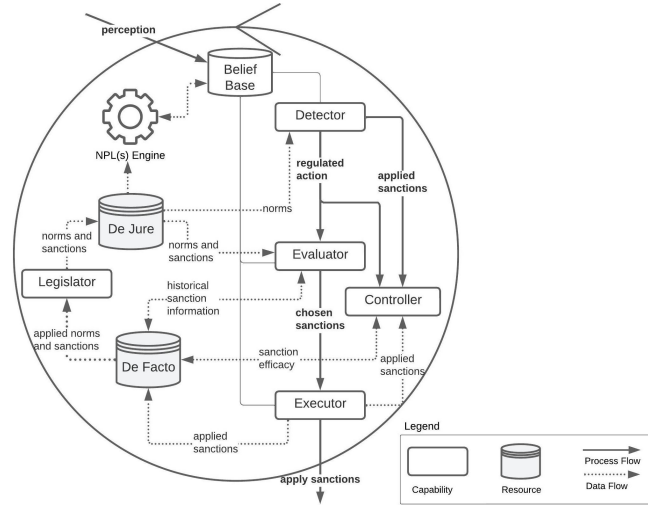 perception
Belief
Base
Detector
NPL(s) Engine
regulated
action
applied
sanctions
norms
De Jure
norms and
sanctions
norms and
sanctions
Evaluator
Legislator
historical
sanction
information
Controller
chosen
sanctions
applied norms
and sanctions
De Facto
sanction
efficacy
applied
sanctions
Executor
applied
sanctions
apply sanctions
Legend
Capability
Resource
Process Flow
Data Flow